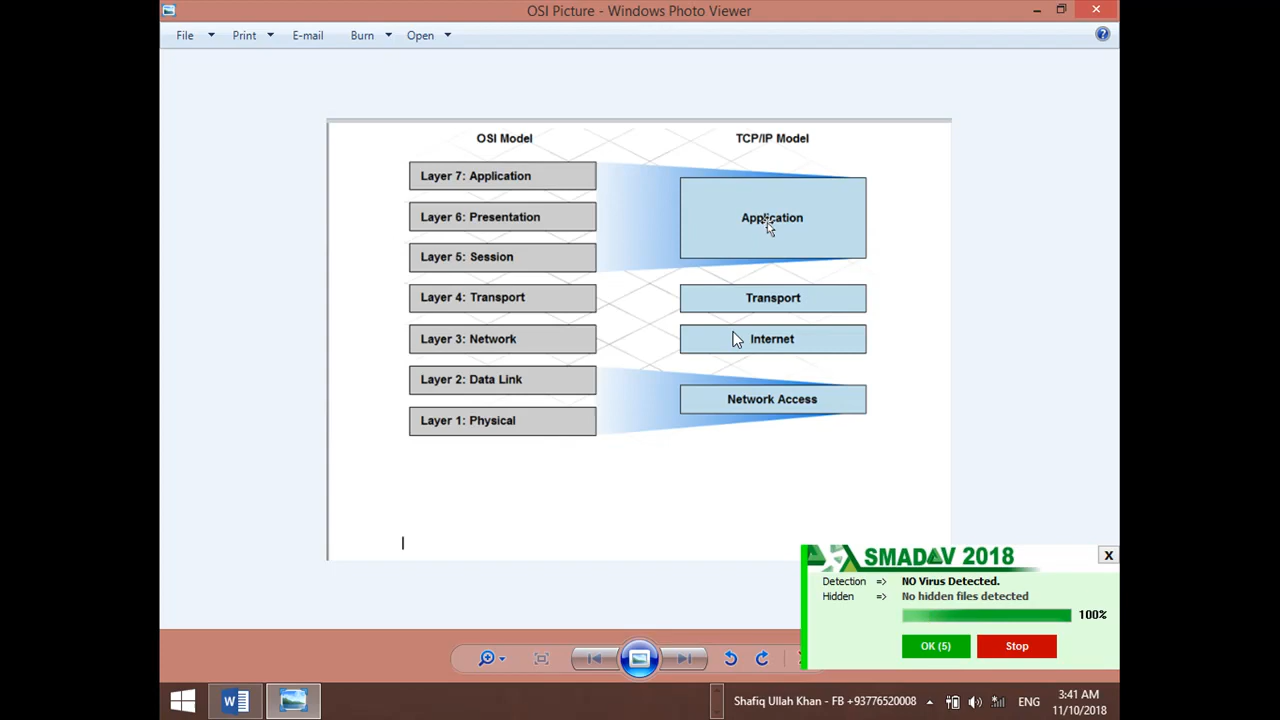 OSI Picture - Windows Photo Viewer
File Print E-mail Burn Open
OSI Model TCP/IP Model
Layer 7: Application
Layer 6: Presentation
Application
Layer 5: Session
Layer 4: Transport
Transport
Layer 3: Network
Internet
Layer 2: Data Link
Network Access
Layer 1: Physical
SMADAV 2018 X
Detection => NO Virus Detected.
Hidden => No hidden files detected
100%
OK (5) Stop
Shafiq Ullah Khan - FB +93776520008 ENG 3:41 AM
11/10/2018